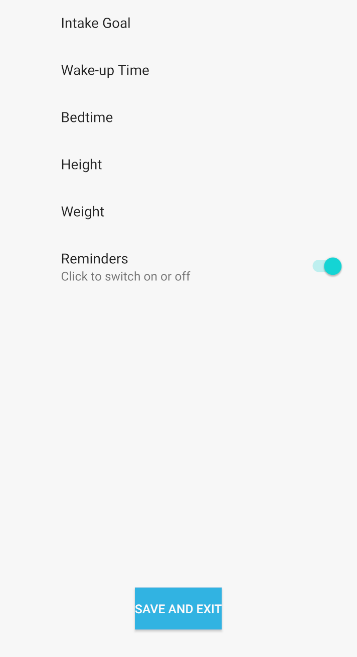 Intake Goal
Wake-up Time
Bedtime
Height
Weight
Reminders
Click to switch on or off
SAVE AND EXIT